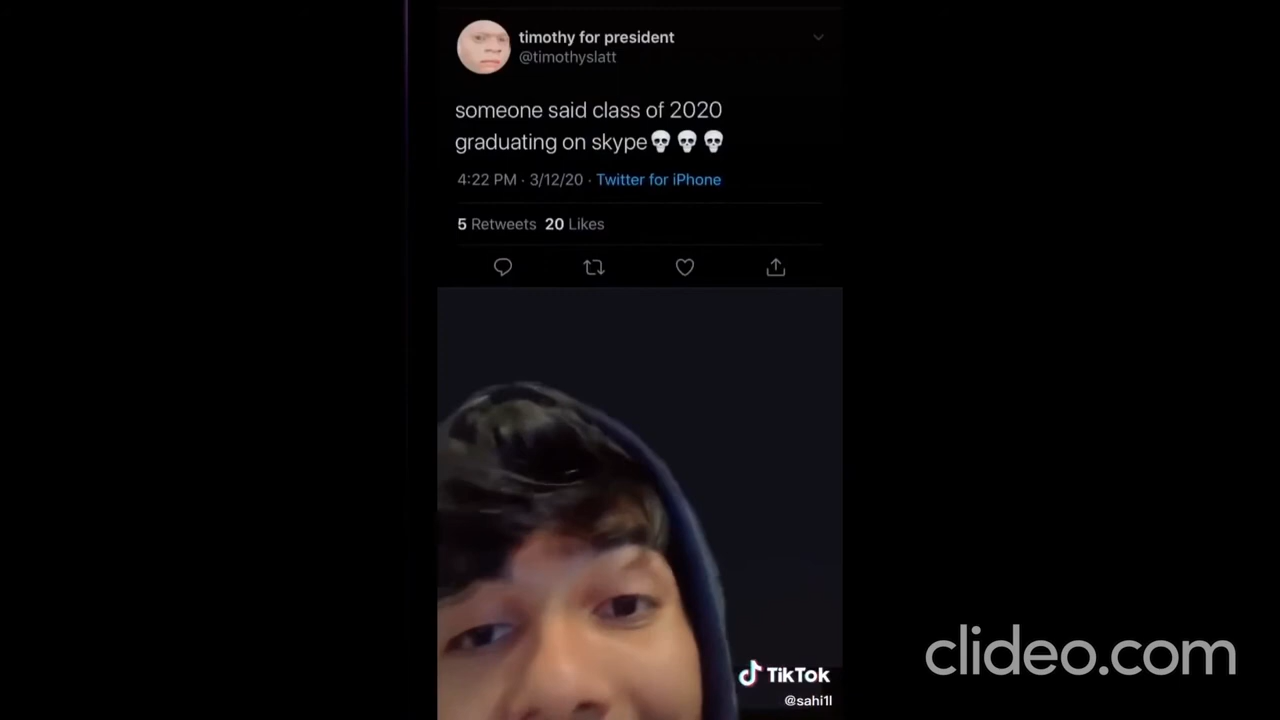 timothy for president
@timothyslatt
someone said class of 2020
graduating on skype💀💀💀
4:22 PM · 3/12/20 · Twitter for iPhone
5 Retweets 20 Likes
TikTok
@sahi1l
clideo.com